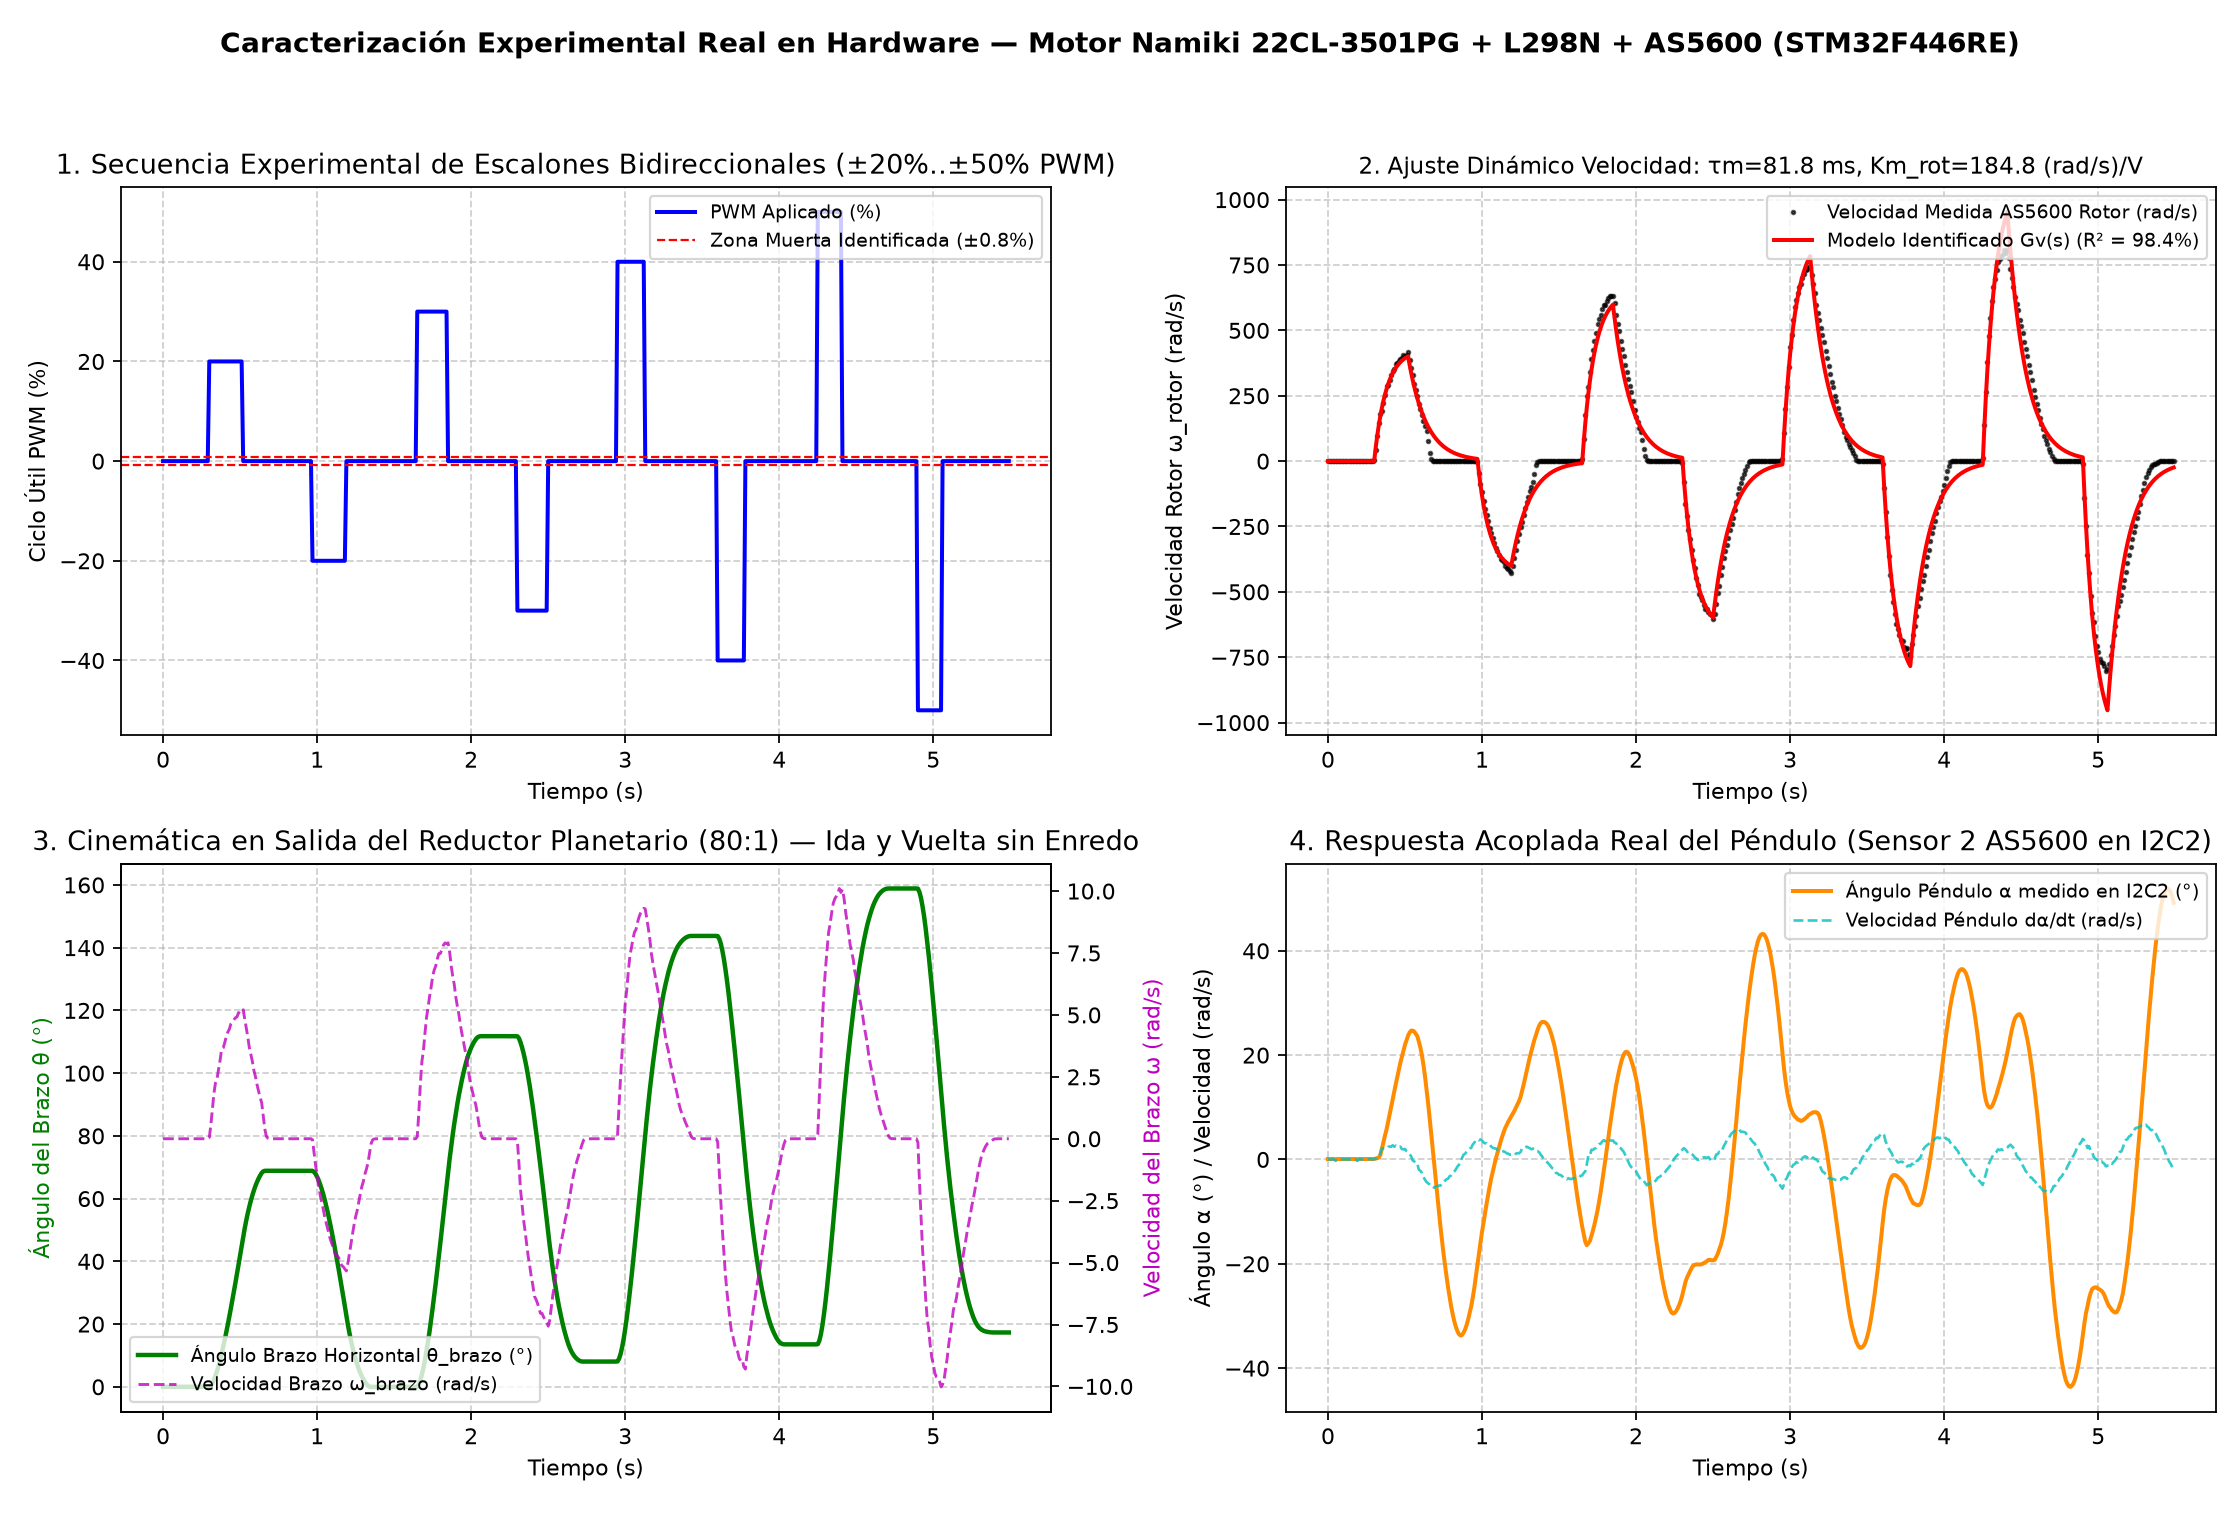 Caracterización Experimental Real en Hardware — Motor Namiki 22CL-3501PG + L298N + AS5600 (STM32F446RE)
1. Secuencia Experimental de Escalones Bidireccionales (±20%..±50% PWM)
PWM Aplicado (%)
Zona Muerta Identificada (±0.8%)
Ciclo Útil PWM (%)
40
20
0
−20
−40
0 1 2 3 4 5
Tiempo (s)
2. Ajuste Dinámico Velocidad: τm=81.8 ms, Km_rot=184.8 (rad/s)/V
Velocidad Medida AS5600 Rotor (rad/s)
Modelo Identificado Gv(s) (R² = 98.4%)
Velocidad Rotor ω_rotor (rad/s)
1000
750
500
250
0
−250
−500
−750
−1000
0 1 2 3 4 5
Tiempo (s)
3. Cinemática en Salida del Reductor Planetario (80:1) — Ida y Vuelta sin Enredo
Ángulo del Brazo θ (°)
160
140
120
100
80
60
40
20
0
Ángulo Brazo Horizontal θ_brazo (°)
Velocidad Brazo ω_brazo (rad/s)
10.0
7.5
5.0
2.5
0.0
−2.5
−5.0
−7.5
−10.0
Velocidad del Brazo ω (rad/s)
0 1 2 3 4 5
Tiempo (s)
4. Respuesta Acoplada Real del Péndulo (Sensor 2 AS5600 en I2C2)
Ángulo Péndulo α medido en I2C2 (°)
Velocidad Péndulo dα/dt (rad/s)
Ángulo α (°) / Velocidad (rad/s)
40
20
0
−20
−40
0 1 2 3 4 5
Tiempo (s)